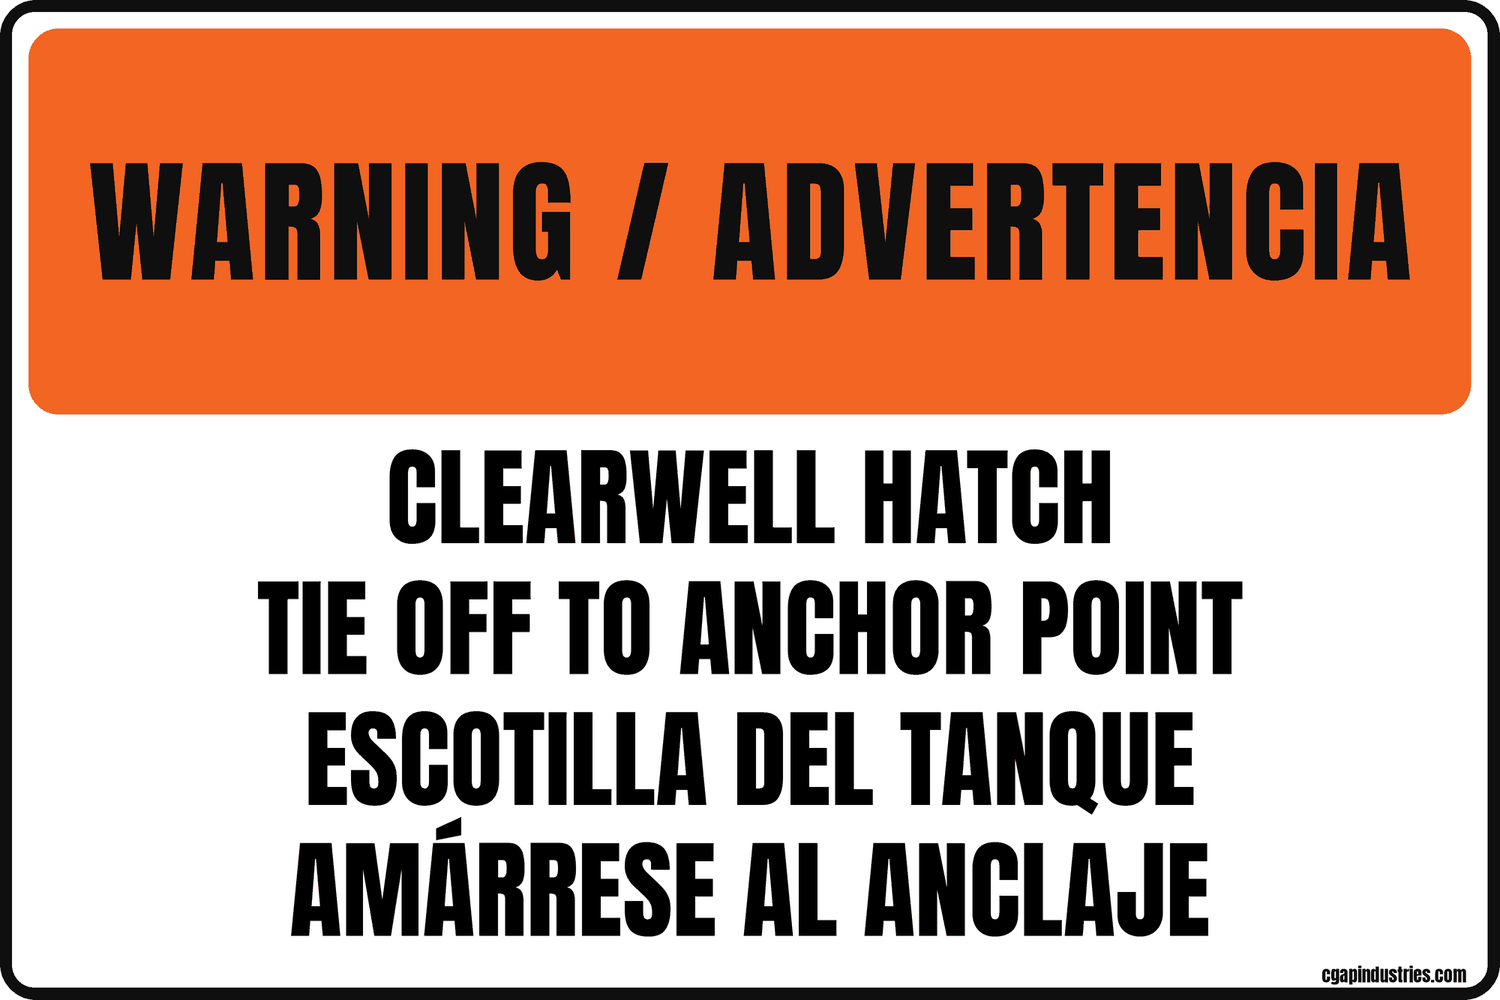 WARNING / ADVERTENCIA
CLEARWELL HATCH
TIE OFF TO ANCHOR POINT
ESCOTILLA DEL TANQUE
AMÁRRESE AL ANCLAJE
cgapindustries.com